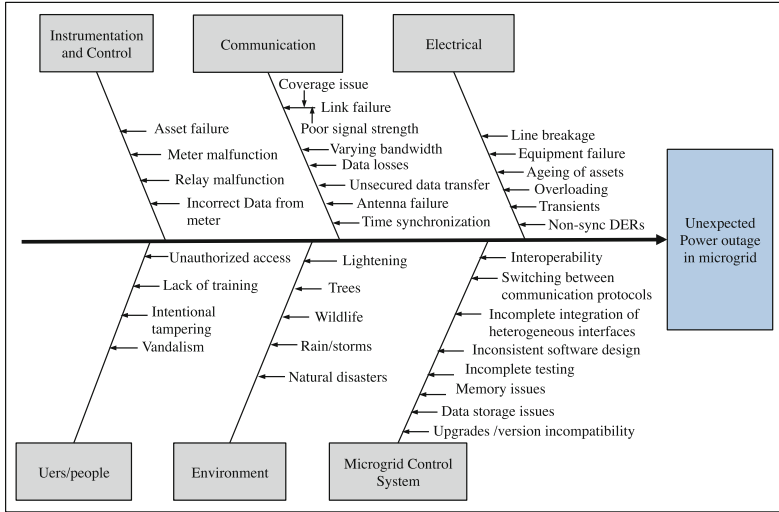 Instrumentation
and Control
Communication
Electrical
Asset failure
Meter malfunction
Relay malfunction
Incorrect Data from
meter
Coverage issue
Link failure
Poor signal strength
Varying bandwidth
Data losses
Unsecured data transfer
Antenna failure
Time synchronization
Line breakage
Equipment failure
Ageing of assets
Overloading
Transients
Non-sync DERs
Unexpected
Power outage
in microgrid
Unauthorized access
Lack of training
Intentional
tampering
Vandalism
Lightening
Trees
Wildlife
Rain/storms
Natural disasters
Interoperability
Switching between
communication protocols
Incomplete integration of
heterogeneous interfaces
Inconsistent software design
Incomplete testing
Memory issues
Data storage issues
Upgrades /version incompatibility
Uers/people
Environment
Microgrid Control
System